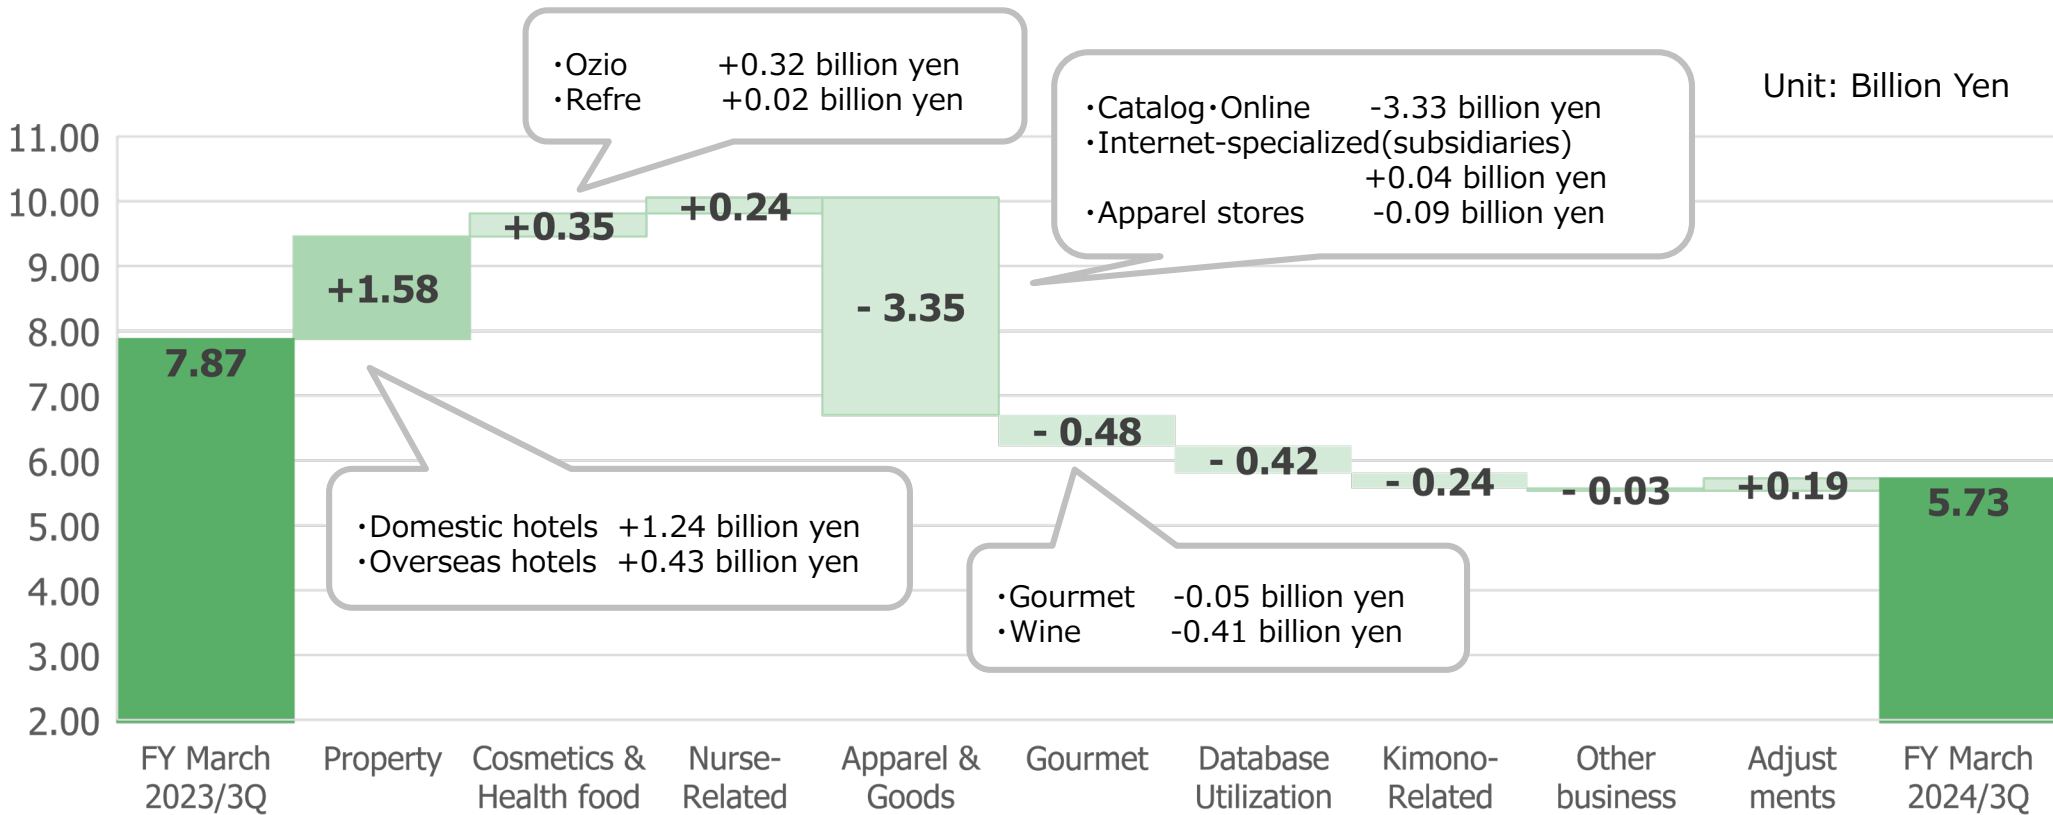 ・Ozio +0.32 billion yen
・Refre +0.02 billion yen
・Catalog・Online -3.33 billion yen
・Internet-specialized(subsidiaries)
+0.04 billion yen
・Apparel stores -0.09 billion yen
Unit: Billion Yen
11.00
10.00
9.00
8.00
7.00
6.00
5.00
4.00
3.00
2.00
7.87
+1.58
+0.35
+0.24
- 3.35
- 0.48
- 0.42
- 0.24
- 0.03
+0.19
5.73
・Domestic hotels +1.24 billion yen
・Overseas hotels +0.43 billion yen
・Gourmet -0.05 billion yen
・Wine -0.41 billion yen
FY March
2023/3Q
Property
Cosmetics &
Health food
Nurse-
Related
Apparel &
Goods
Gourmet
Database
Utilization
Kimono-
Related
Other
business
Adjust
ments
FY March
2024/3Q